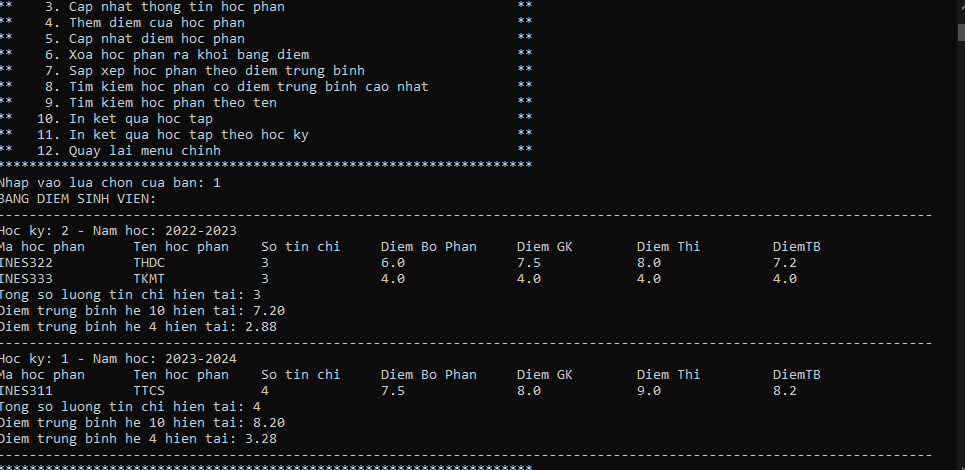 **    3. Cap nhat thong tin hoc phan    **
**    4. Them diem cua hoc phan    **
**    5. Cap nhat diem hoc phan    **
**    6. Xoa hoc phan ra khoi bang diem    **
**    7. Sap xep hoc phan theo diem trung binh    **
**    8. Tim kiem hoc phan co diem trung binh cao nhat    **
**    9. Tim kiem hoc phan theo ten    **
**   10. In ket qua hoc tap    **
**   11. In ket qua hoc tap theo hoc ky    **
**   12. Quay lai menu chinh    **
*******************************************************************
Nhap vao lua chon cua ban: 1
BANG DIEM SINH VIEN:
---------------------------------------------------------------------------------------------------------------------
Hoc ky: 2 - Nam hoc: 2022-2023
Ma hoc phan    Ten hoc phan    So tin chi    Diem Bo Phan    Diem GK    Diem Thi    DiemTB
INES322    THDC    3    6.0    7.5    8.0    7.2
INES333    TKMT    3    4.0    4.0    4.0    4.0
Tong so luong tin chi hien tai: 3
Diem trung binh he 10 hien tai: 7.20
Diem trung binh he 4 hien tai: 2.88
---------------------------------------------------------------------------------------------------------------------
Hoc ky: 1 - Nam hoc: 2023-2024
Ma hoc phan    Ten hoc phan    So tin chi    Diem Bo Phan    Diem GK    Diem Thi    DiemTB
INES311    TTCS    4    7.5    8.0    9.0    8.2
Tong so luong tin chi hien tai: 4
Diem trung binh he 10 hien tai: 8.20
Diem trung binh he 4 hien tai: 3.28
---------------------------------------------------------------------------------------------------------------------
*******************************************************************